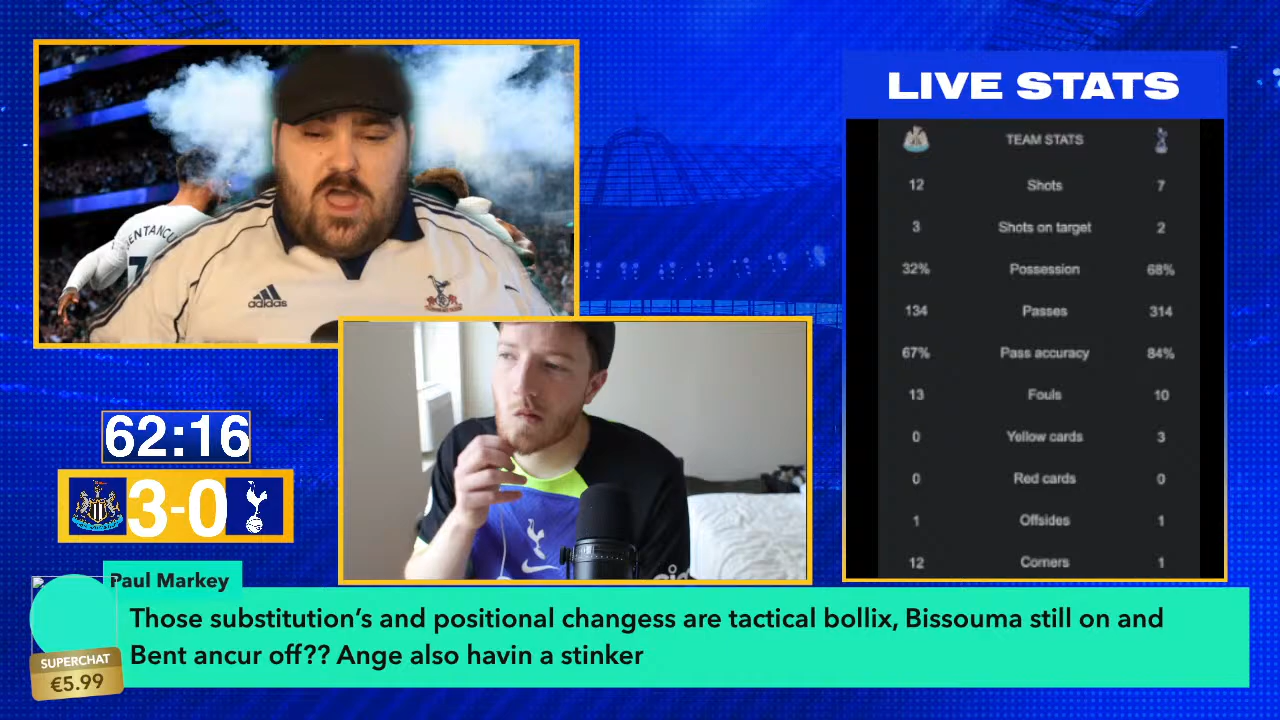 LIVE STATS
TEAM STATS
12 Shots 7
3 Shots on target 2
32% Possession 68%
134 Passes 314
67% Pass accuracy 84%
13 Fouls 10
0 Yellow cards 3
0 Red cards 0
1 Offsides 1
12 Corners 1
ENTANCU
7
adidas
62:16
3-0
Paul Markey
Those substitution's and positional changess are tactical bollix, Bissouma still on and
Bent ancur off?? Ange also havin a stinker
SUPERCHAT
€5.99